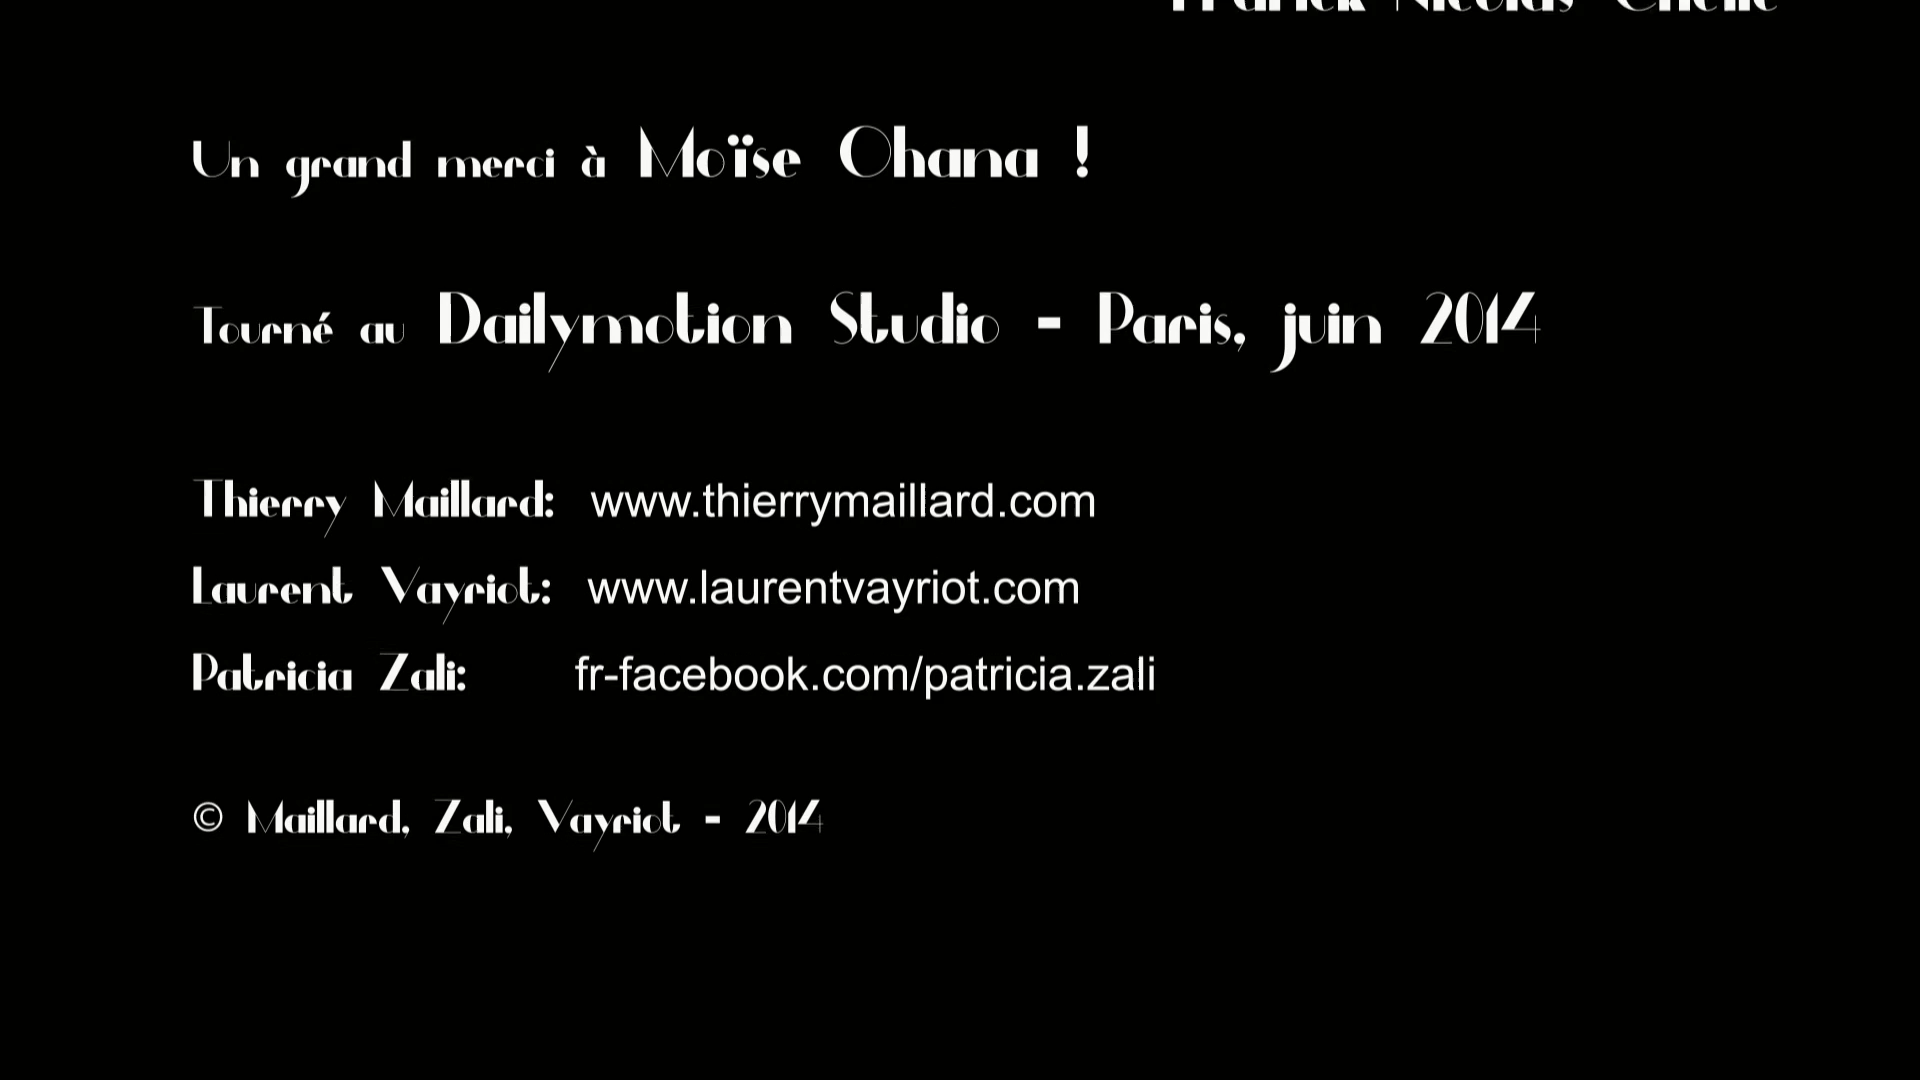 Un grand merci à Moïse Ohana !
Tourné au Dailymotion Studio - Paris, juin 2014
Thierry Maillard: www.thierrymaillard.com
Laurent Vayriot: www.laurentvayriot.com
Patricia Zali: fr-facebook.com/patricia.zali
© Maillard, Zali, Vayriot - 2014